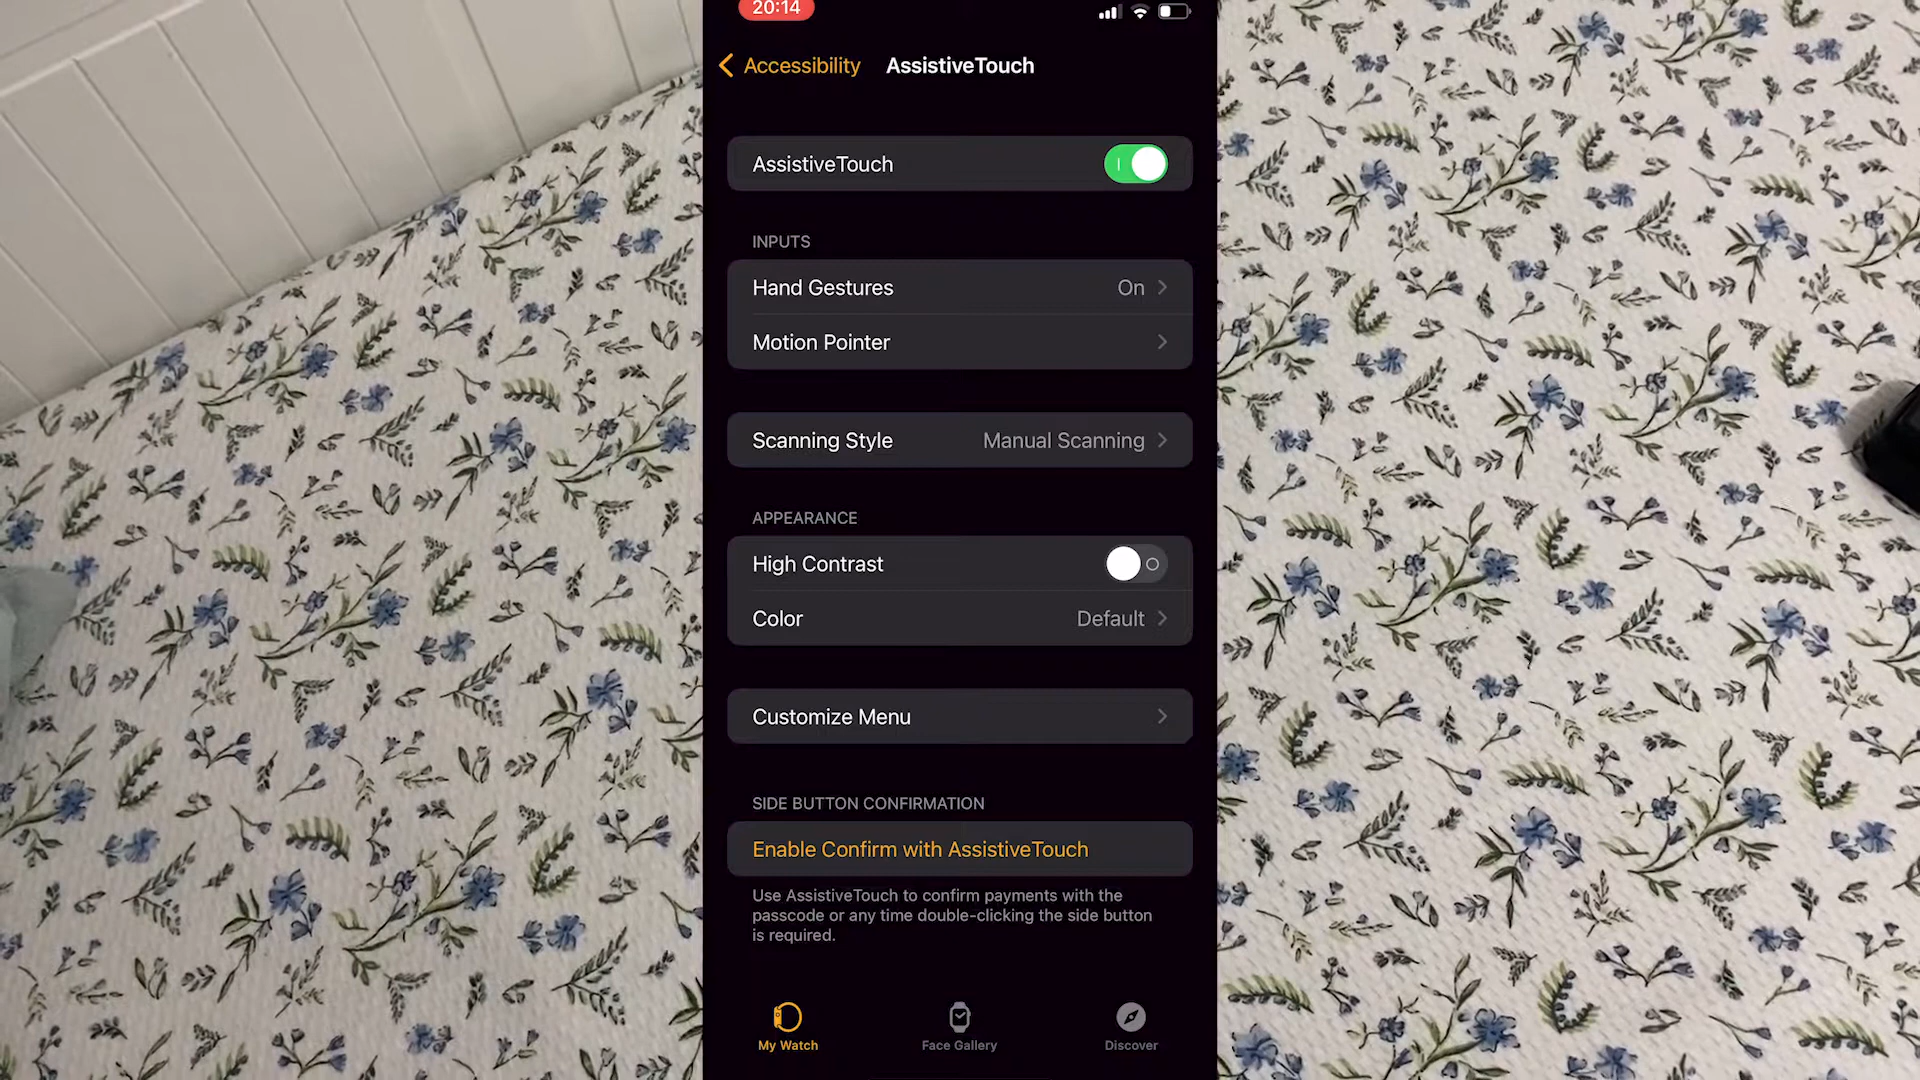 20:14
Accessibility AssistiveTouch
AssistiveTouch
INPUTS
Hand Gestures On
Motion Pointer
Scanning Style Manual Scanning
APPEARANCE
High Contrast
Color Default
Customize Menu
SIDE BUTTON CONFIRMATION
Enable Confirm with AssistiveTouch
Use AssistiveTouch to confirm payments with the
passcode or any time double-clicking the side button
is required.
My Watch Face Gallery Discover